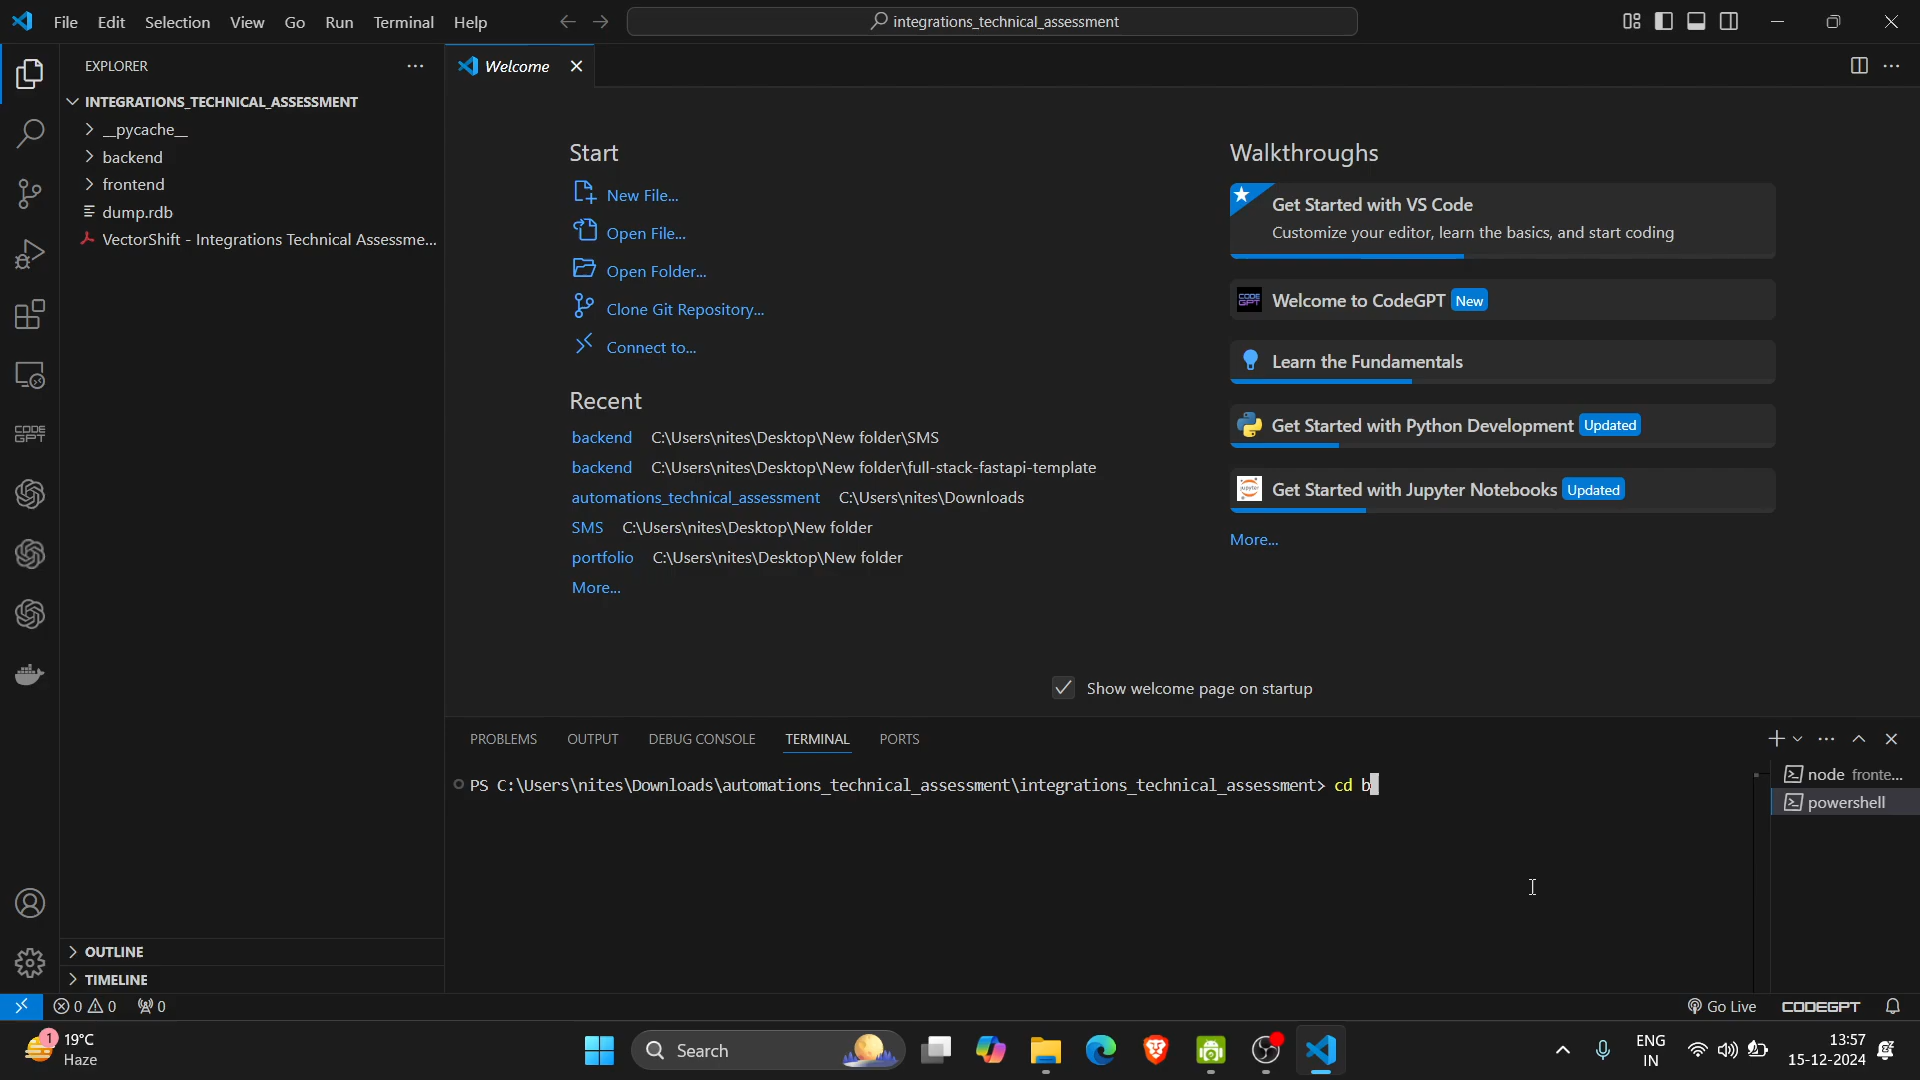 File Edit Selection View Go Run Terminal Help
integrations_technical_assessment
EXPLORER
INTEGRATIONS_TECHNICAL_ASSESSMENT
__pycache__
backend
frontend
dump.rdb
VectorShift - Integrations Technical Assessme...
OUTLINE
TIMELINE
Welcome
Start
New File...
Open File...
Open Folder...
Clone Git Repository...
Connect to...
Recent
backend C:\Users\nites\Desktop\New folder\SMS
backend C:\Users\nites\Desktop\New folder\full-stack-fastapi-template
automations_technical_assessment C:\Users\nites\Downloads
SMS C:\Users\nites\Desktop\New folder
portfolio C:\Users\nites\Desktop\New folder
More...
Walkthroughs
Get Started with VS Code
Customize your editor, learn the basics, and start coding
CODE GPT
Welcome to CodeGPT New
Learn the Fundamentals
Get Started with Python Development Updated
jupyter
Get Started with Jupyter Notebooks Updated
More...
Show welcome page on startup
PROBLEMS OUTPUT DEBUG CONSOLE TERMINAL PORTS
PS C:\Users\nites\Downloads\automations_technical_assessment\integrations_technical_assessment> cd b
node fronte...
powershell
CODE GPT
0 0 0
Go Live CODEGPT
1
19°C
Haze
Search
ENG
IN
13:57
15-12-2024